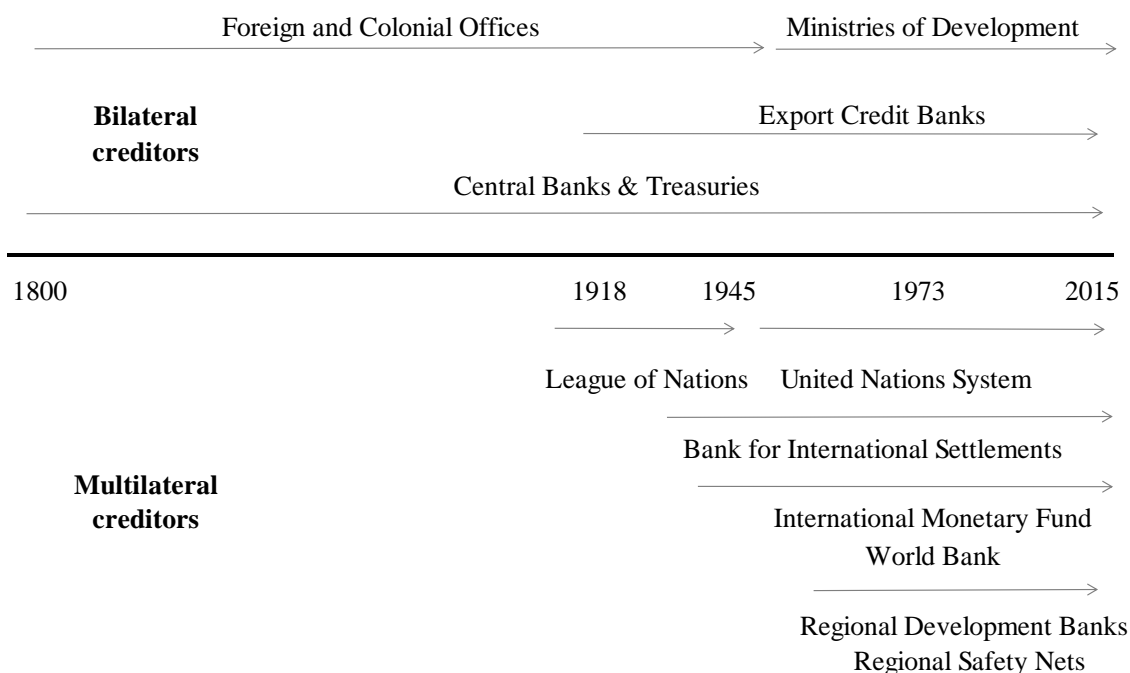 Foreign and Colonial Offices
Ministries of Development
Bilateral
creditors
Export Credit Banks
Central Banks & Treasuries
1800
1918
1945
1973
2015
League of Nations
United Nations System
Bank for International Settlements
Multilateral
creditors
International Monetary Fund
World Bank
Regional Development Banks
Regional Safety Nets